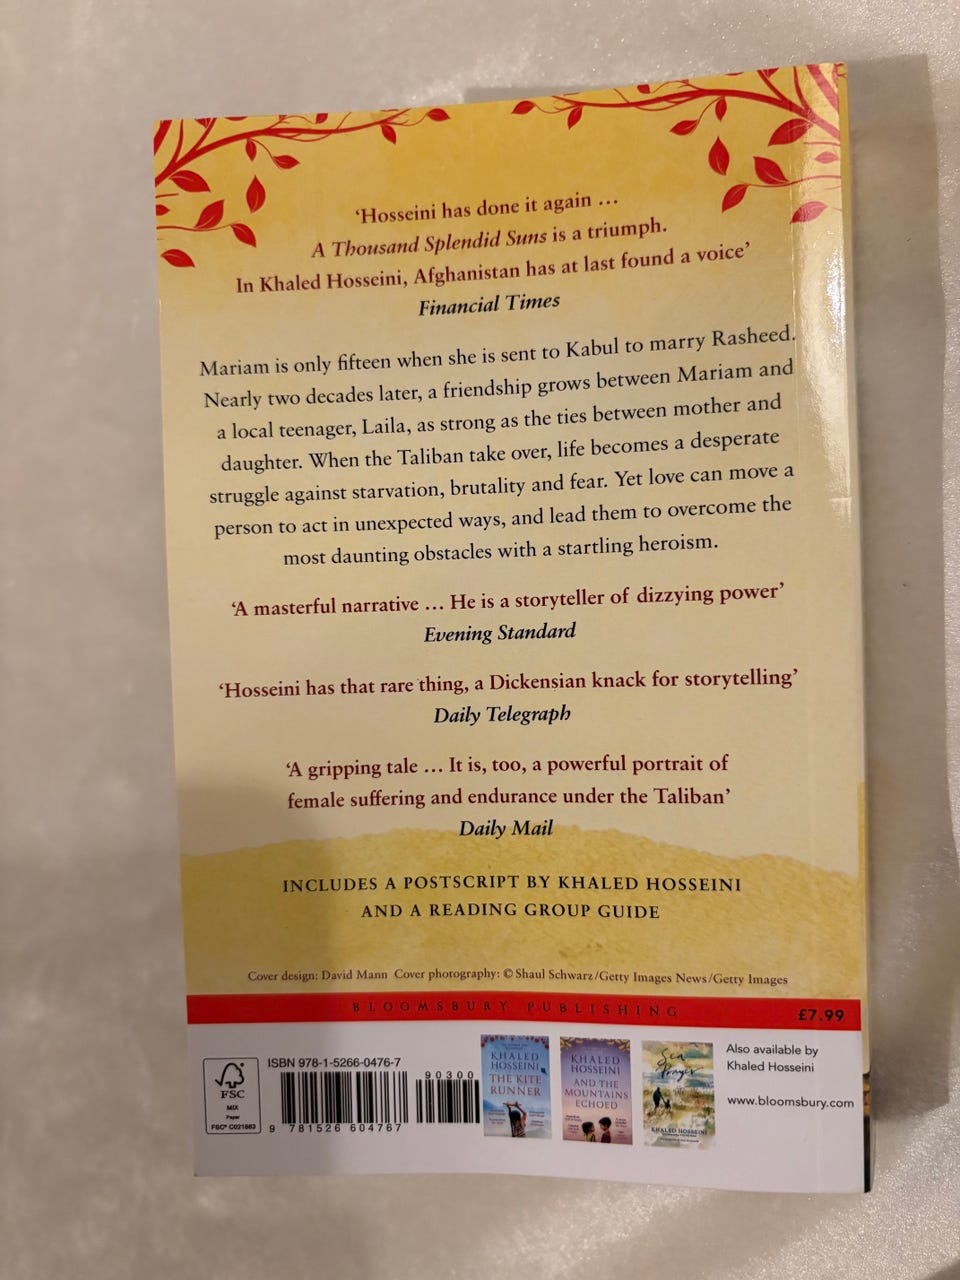 ‘Hosseini has done it again …
A Thousand Splendid Suns is a triumph.
In Khaled Hosseini, Afghanistan has at last found a voice’
Financial Times
Mariam is only fifteen when she is sent to Kabul to marry Rasheed.
Nearly two decades later, a friendship grows between Mariam and
a local teenager, Laila, as strong as the ties between mother and
daughter. When the Taliban take over, life becomes a desperate
struggle against starvation, brutality and fear. Yet love can move a
person to act in unexpected ways, and lead them to overcome the
most daunting obstacles with a startling heroism.
‘A masterful narrative … He is a storyteller of dizzying power’
Evening Standard
‘Hosseini has that rare thing, a Dickensian knack for storytelling’
Daily Telegraph
‘A gripping tale … It is, too, a powerful portrait of
female suffering and endurance under the Taliban’
Daily Mail
INCLUDES A POSTSCRIPT BY KHALED HOSSEINI
AND A READING GROUP GUIDE
Cover design: David Mann Cover photography: © Shaul Schwarz/Getty Images News/Getty Images
BLOOMSBURY PUBLISHING
£7.99
FSC
MIX
Paper
FSC® C021883
ISBN 978-1-5266-0476-7
90300
9 781526 604767
KHALED
HOSSEINI
THE KITE
RUNNER
KHALED
HOSSEINI
AND THE
MOUNTAINS
ECHOED
Sea
Prayer
KHALED HOSSEINI
Also available by
Khaled Hosseini
www.bloomsbury.com